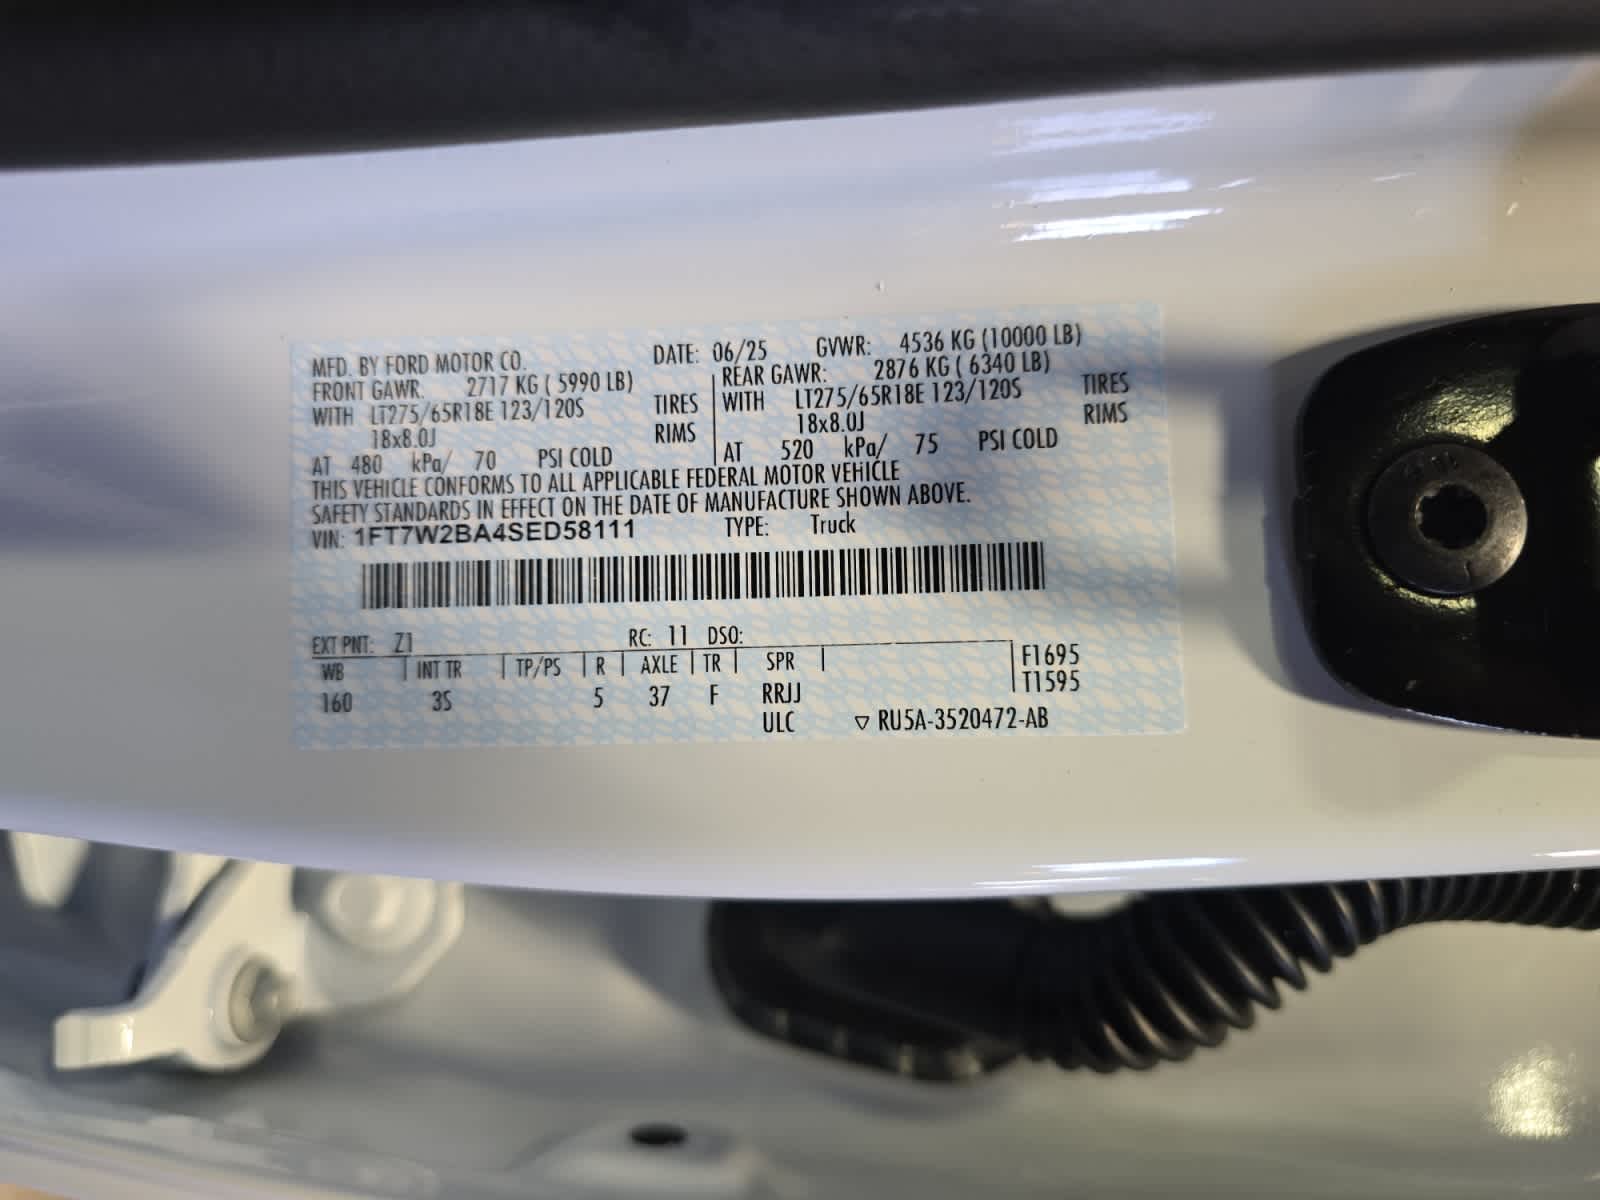 MFD. BY FORD MOTOR CO. DATE: 06/25 GVWR: 4536 KG (10000 LB)
FRONT GAWR: 2717 KG ( 5990 LB) REAR GAWR: 2876 KG ( 6340 LB)
WITH LT275/65R18E 123/120S TIRES WITH LT275/65R18E 123/120S TIRES
18x8.0J RIMS 18x8.0J RIMS
AT 480 kPa/ 70 PSI COLD AT 520 kPa/ 75 PSI COLD
THIS VEHICLE CONFORMS TO ALL APPLICABLE FEDERAL MOTOR VEHICLE
SAFETY STANDARDS IN EFFECT ON THE DATE OF MANUFACTURE SHOWN ABOVE.
VIN: 1FT7W2BA4SED58111 TYPE: Truck
EXT PNT: Z1 RC: 11 DSO:
WB INT TR TP/PS R AXLE TR SPR F1695
160 3S 5 37 F RRJJ T1595
ULC ▽ RU5A-3520472-AB